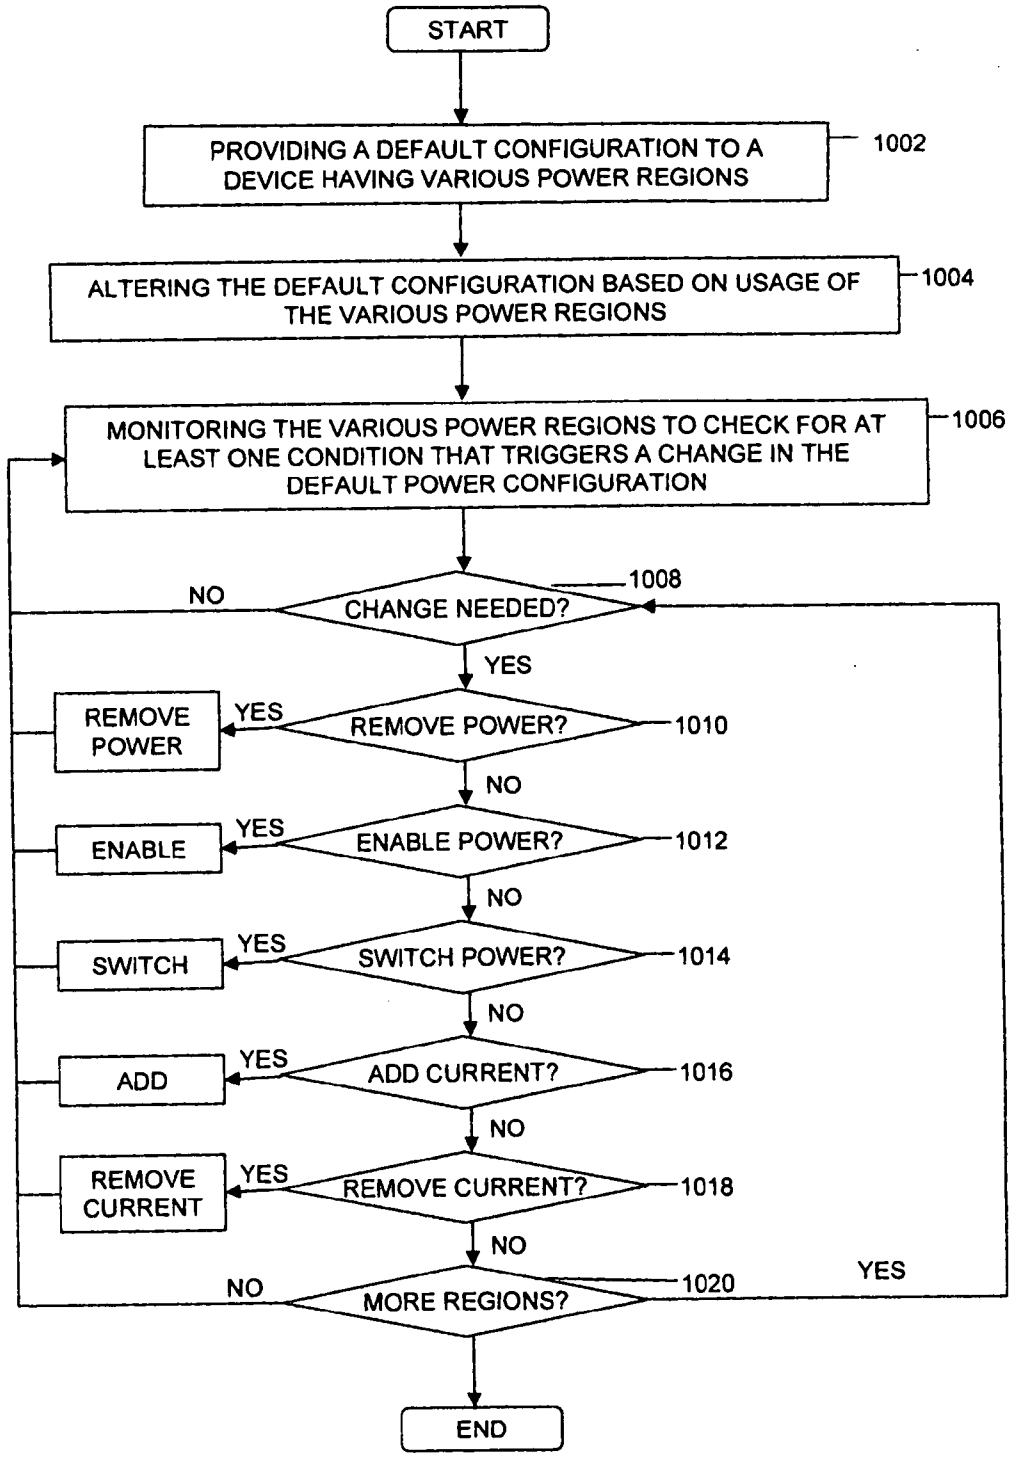 START
PROVIDING A DEFAULT CONFIGURATION TO A
DEVICE HAVING VARIOUS POWER REGIONS
1002
ALTERING THE DEFAULT CONFIGURATION BASED ON USAGE OF
THE VARIOUS POWER REGIONS
1004
MONITORING THE VARIOUS POWER REGIONS TO CHECK FOR AT
LEAST ONE CONDITION THAT TRIGGERS A CHANGE IN THE
DEFAULT POWER CONFIGURATION
1006
NO
CHANGE NEEDED?
1008
YES
REMOVE
POWER
YES
REMOVE POWER?
1010
NO
ENABLE
YES
ENABLE POWER?
1012
NO
SWITCH
YES
SWITCH POWER?
1014
NO
ADD
YES
ADD CURRENT?
1016
NO
REMOVE
CURRENT
YES
REMOVE CURRENT?
1018
NO
NO
MORE REGIONS?
1020
YES
END